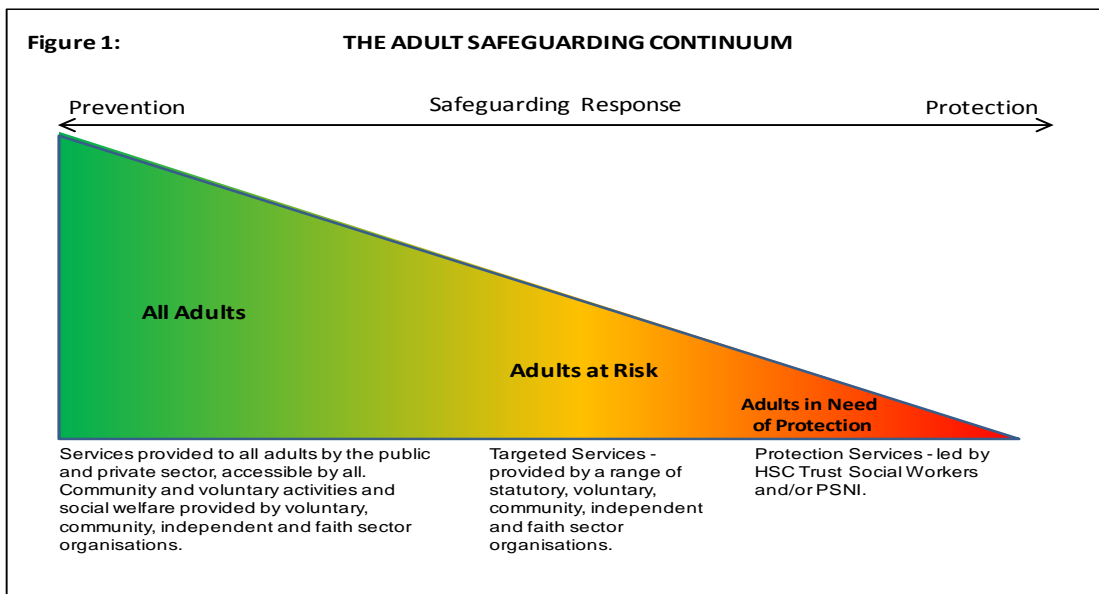 Figure 1: THE ADULT SAFEGUARDING CONTINUUM
Prevention Safeguarding Response Protection
All Adults
Adults at Risk
Adults in Need
of Protection
Services provided to all adults by the public
and private sector, accessible by all.
Community and voluntary activities and
social welfare provided by voluntary,
community, independent and faith sector
organisations.
Targeted Services -
provided by a range of
statutory, voluntary,
community, independent
and faith sector
organisations.
Protection Services - led by
HSC Trust Social Workers
and/or PSNI.